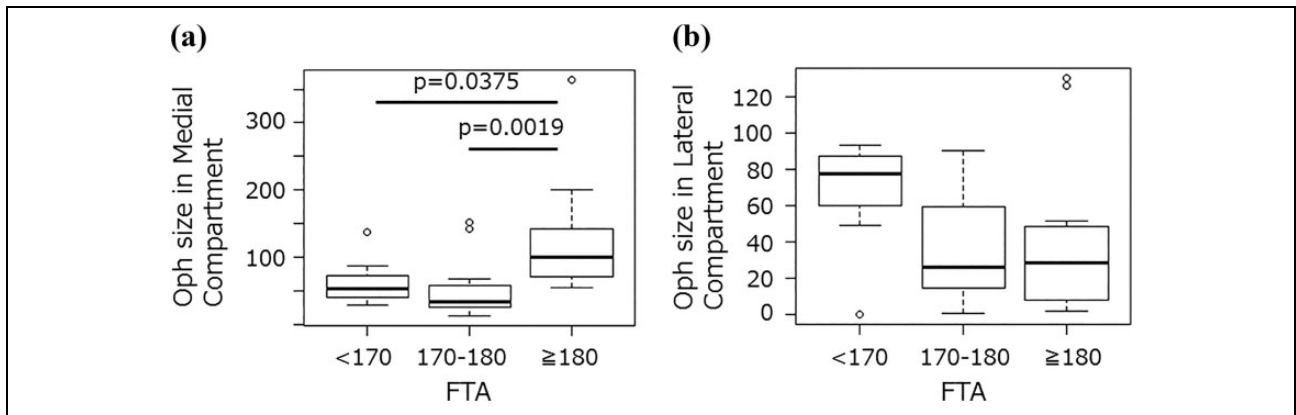 (a)
p=0.0375
p=0.0019
Oph size in Medial
Compartment
300
200
100
<170
170-180
≧180
FTA
(b)
Oph size in Lateral
Compartment
120
100
80
60
40
20
0
<170
170-180
≧180
FTA